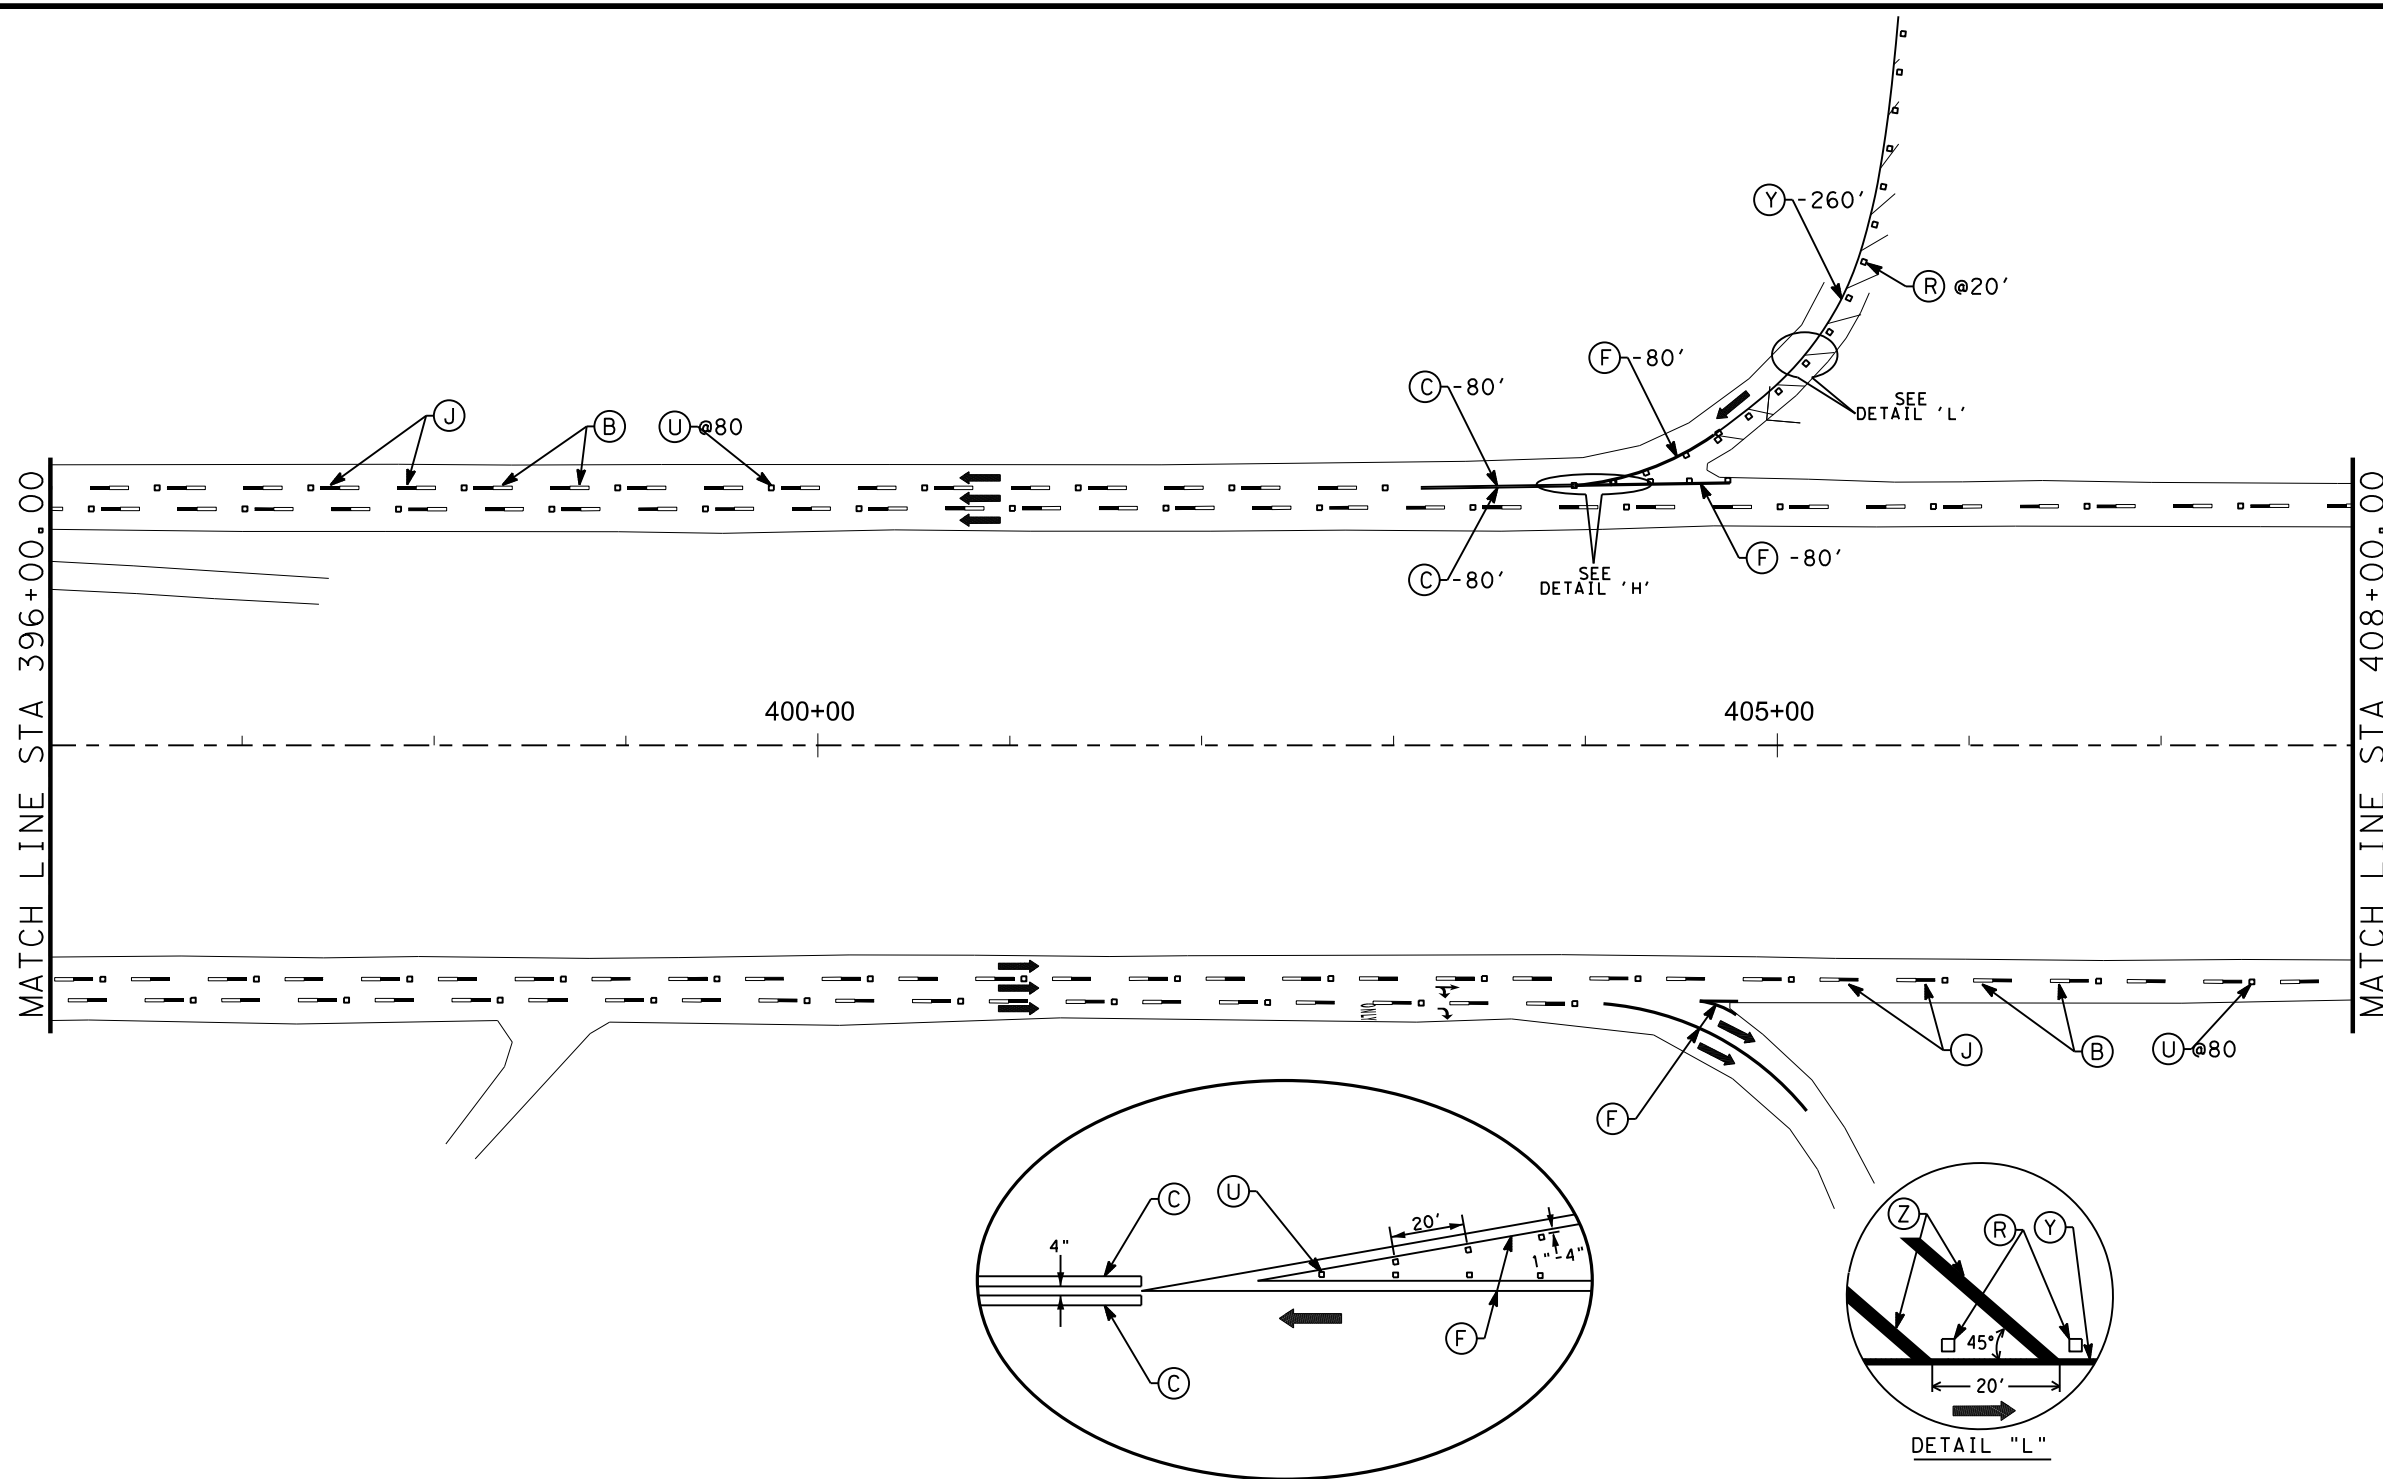 Y -260'
R @20'
F -80'
C -80'
SEE
DETAIL 'L'
J
B
U @80
F -80'
C -80'
SEE
DETAIL 'H'
MATCH LINE STA 396+00.00
MATCH LINE STA 408+00.00
400+00
405+00
J
B
U @80
F
C
U
20'
4"
1"-4"
F
C
Z
R
Y
45°
20'
DETAIL "L"